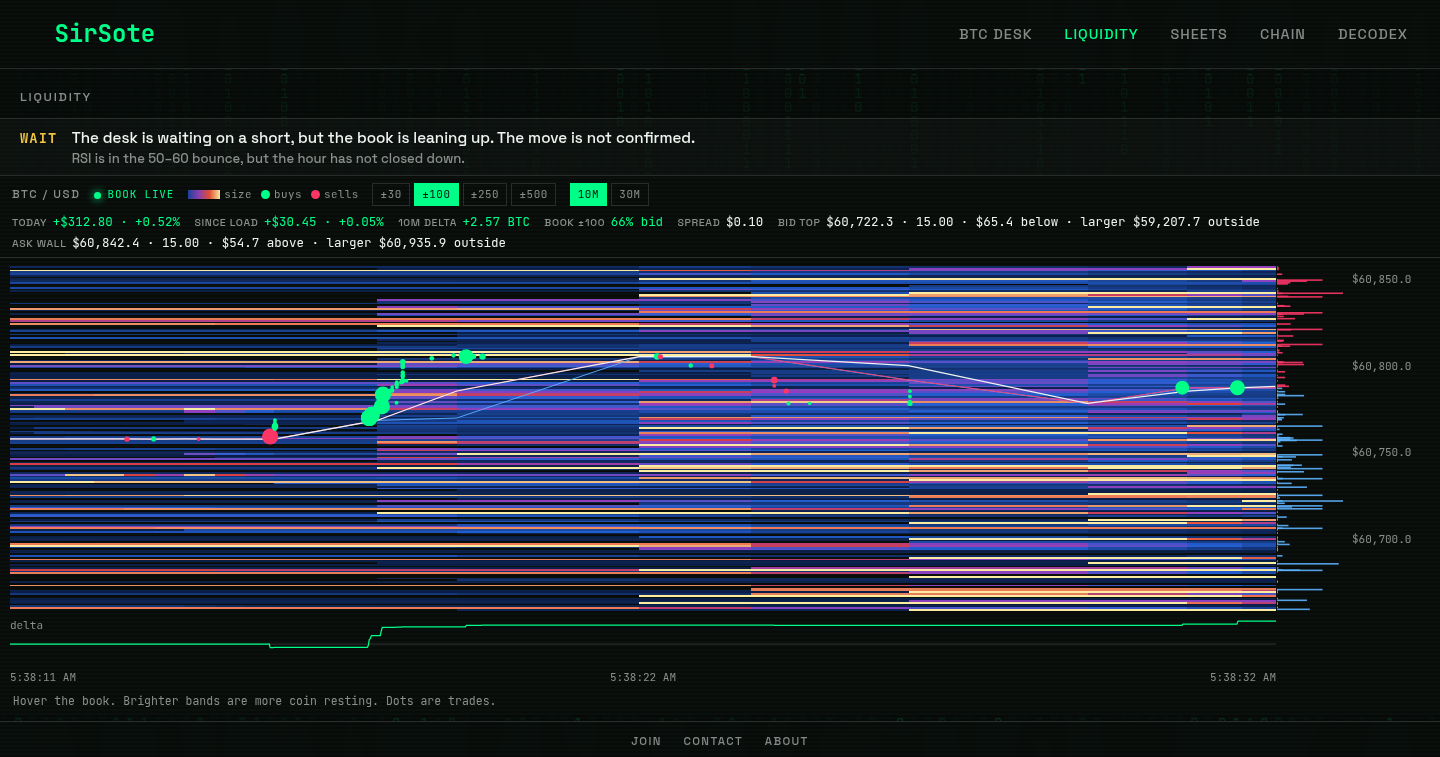 SirSote
BTC DESK LIQUIDITY SHEETS CHAIN DECODEX
LIQUIDITY
WAIT The desk is waiting on a short, but the book is leaning up. The move is not confirmed.
RSI is in the 50–60 bounce, but the hour has not closed down.
BTC / USD BOOK LIVE size buys sells ±30 ±100 ±250 ±500 10M 30M
TODAY +$312.80 · +0.52% SINCE LOAD +$30.45 · +0.05% 10M DELTA +2.57 BTC BOOK ±100 66% bid SPREAD $0.10 BID TOP $60,722.3 · 15.00 · $65.4 below · larger $59,207.7 outside
ASK WALL $60,842.4 · 15.00 · $54.7 above · larger $60,935.9 outside
$60,850.0
$60,800.0
$60,750.0
$60,700.0
delta
5:38:11 AM 5:38:22 AM 5:38:32 AM
Hover the book. Brighter bands are more coin resting. Dots are trades.
JOIN CONTACT ABOUT